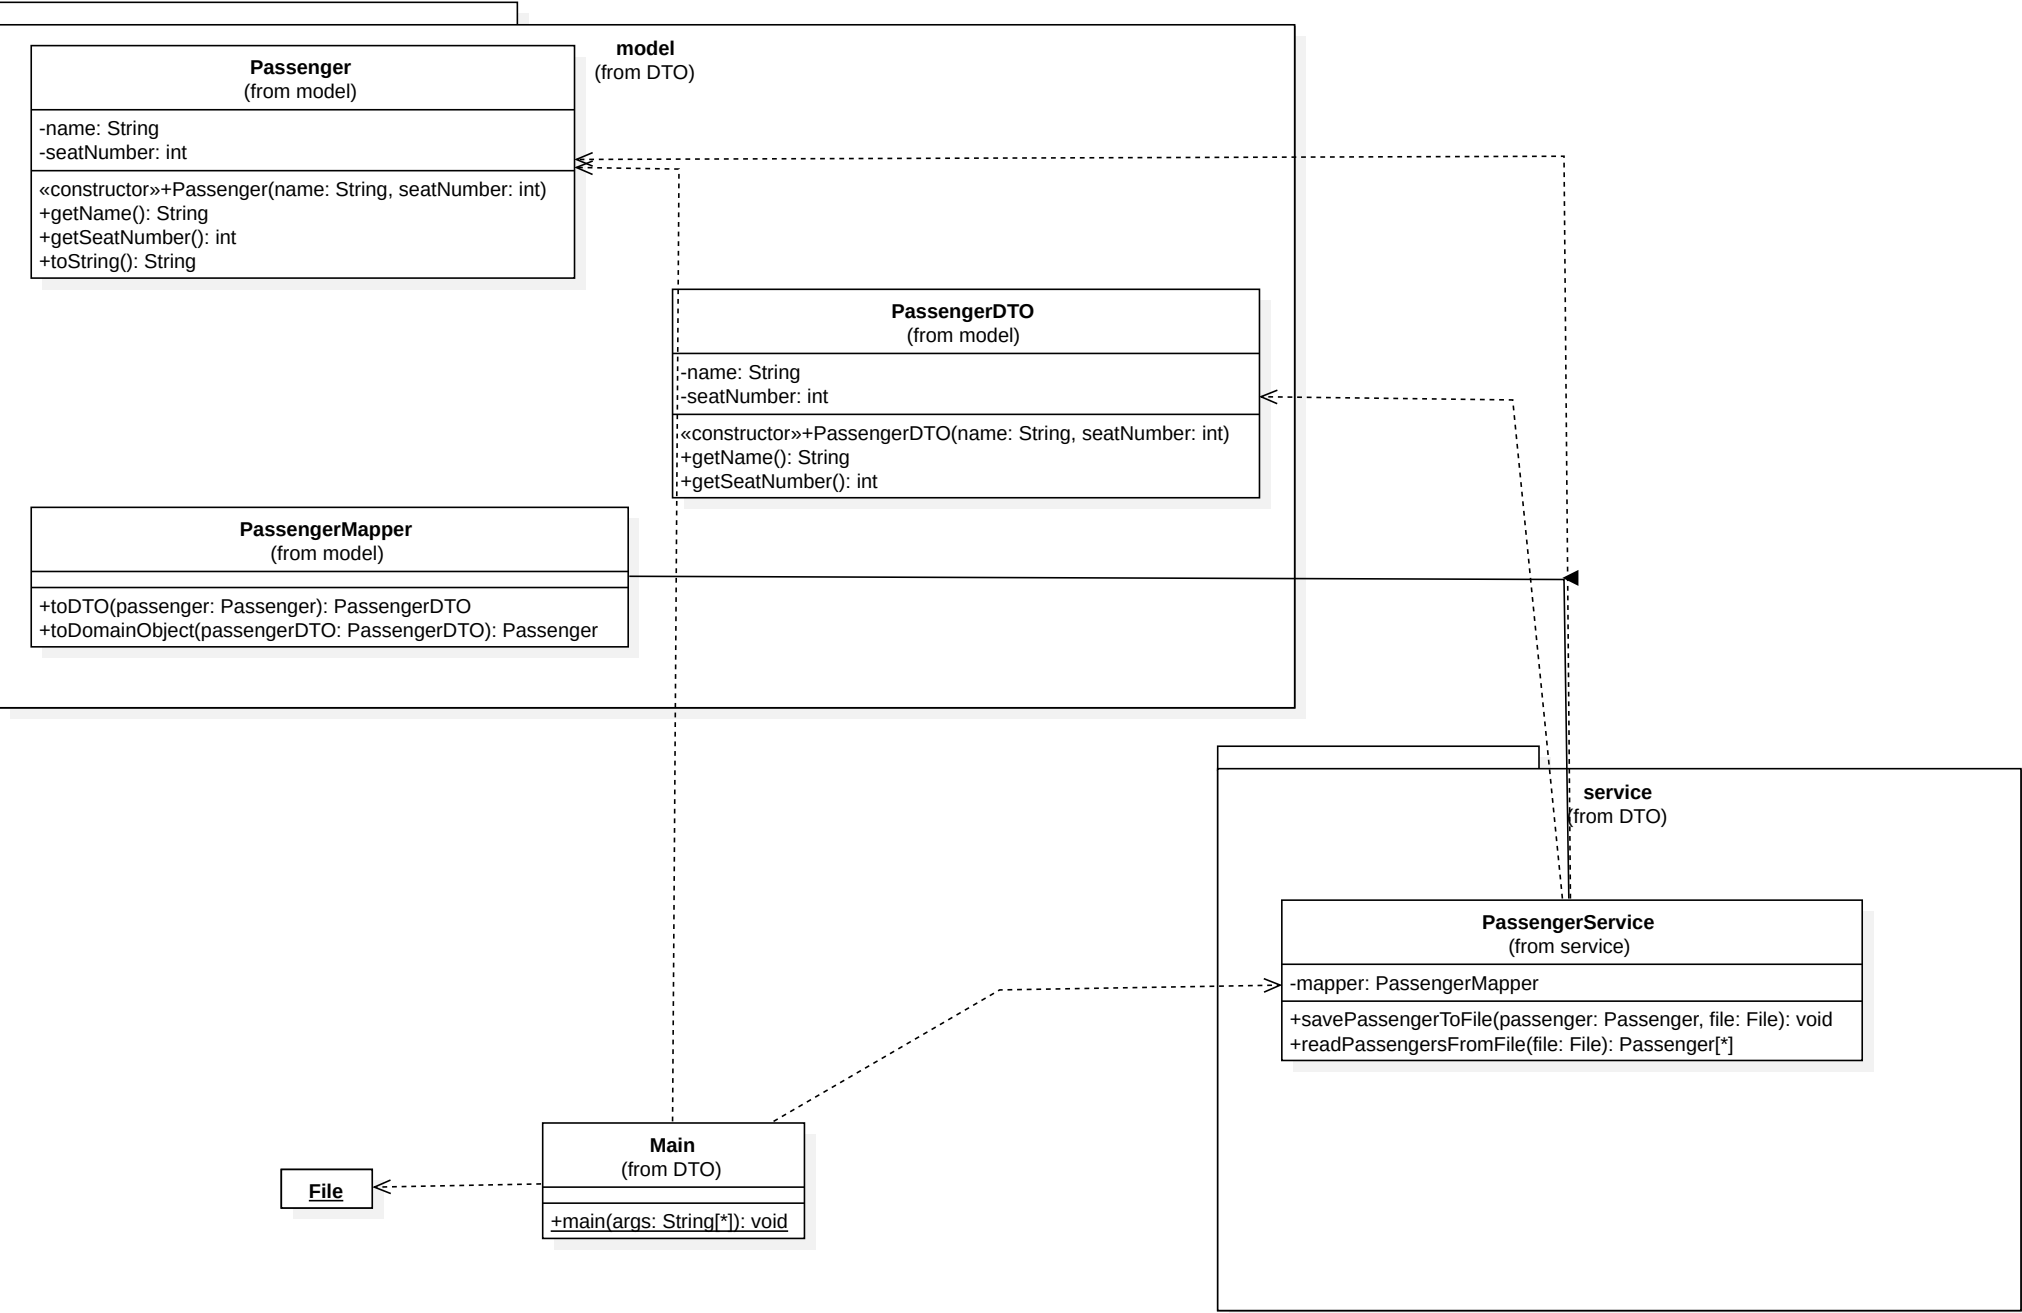 model
(from DTO)
Passenger
(from model)
-name: String
-seatNumber: int
«constructor»+Passenger(name: String, seatNumber: int)
+getName(): String
+getSeatNumber(): int
+toString(): String
PassengerDTO
(from model)
-name: String
-seatNumber: int
«constructor»+PassengerDTO(name: String, seatNumber: int)
+getName(): String
+getSeatNumber(): int
PassengerMapper
(from model)
+toDTO(passenger: Passenger): PassengerDTO
+toDomainObject(passengerDTO: PassengerDTO): Passenger
service
(from DTO)
PassengerService
(from service)
-mapper: PassengerMapper
+savePassengerToFile(passenger: Passenger, file: File): void
+readPassengersFromFile(file: File): Passenger[*]
Main
(from DTO)
+main(args: String[*]): void
File